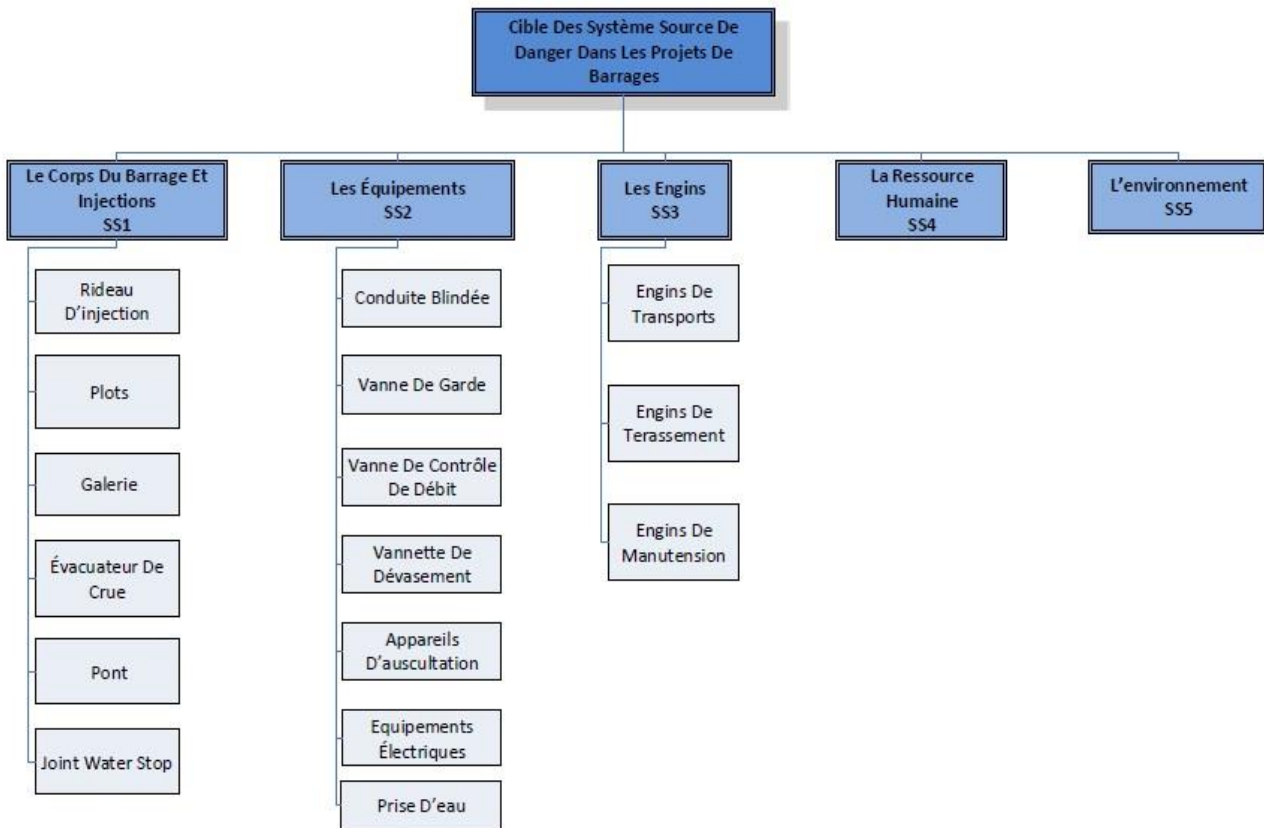 Cible Des Système Source De
Danger Dans Les Projets De
Barrages
Le Corps Du Barrage Et
Injections
SS1
Les Équipements
SS2
Les Engins
SS3
La Ressource
Humaine
SS4
L'environnement
SS5
Rideau
D'injection
Plots
Galerie
Évacuateur De
Crue
Pont
Joint Water Stop
Conduite Blindée
Vanne De Garde
Vanne De Contrôle
De Débit
Vannette De
Dévasement
Appareils
D'auscultation
Equipements
Électriques
Prise D'eau
Engins De
Transports
Engins De
Terassement
Engins De
Manutension